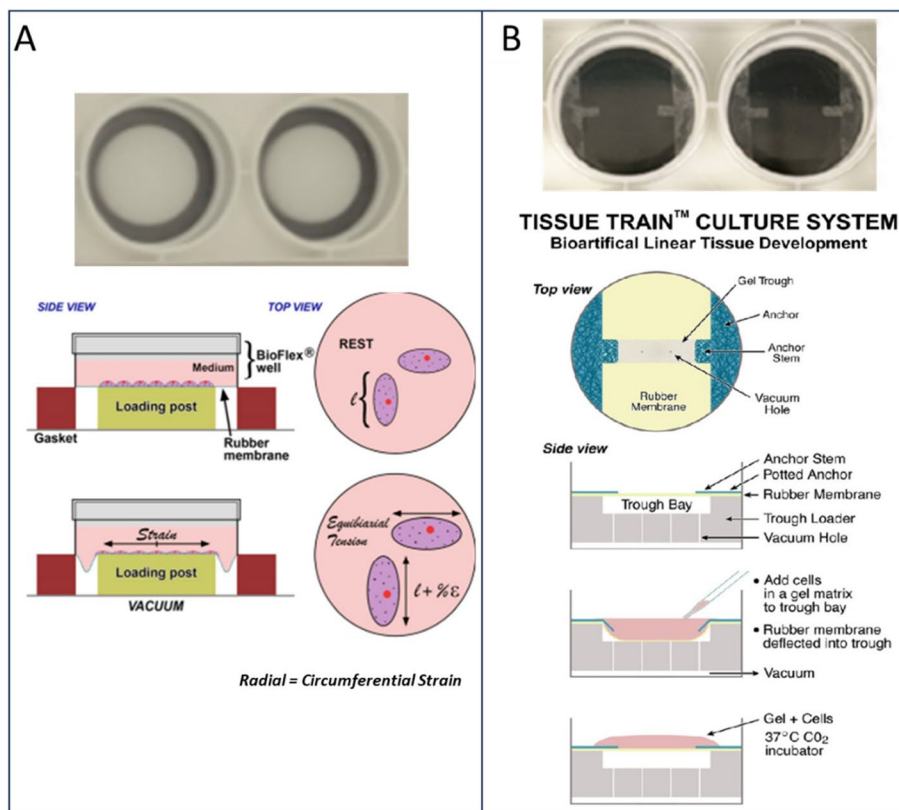 A
SIDE VIEW
TOP VIEW
BioFlex®
well
Medium
Loading post
Gasket
Rubber
membrane
REST
ℓ
Strain
Loading post
VACUUM
Equibiaxial
Tension
ℓ + %ε
Radial = Circumferential Strain
B
TISSUE TRAIN™ CULTURE SYSTEM
Bioartifical Linear Tissue Development
Top view
Gel Trough
Anchor
Anchor
Stem
Vacuum
Hole
Rubber
Membrane
Side view
Anchor Stem
Potted Anchor
Rubber Membrane
Trough Bay
Trough Loader
Vacuum Hole
• Add cells
in a gel matrix
to trough bay
• Rubber membrane
deflected into trough
Vacuum
Gel + Cells
37°C C0₂
incubator